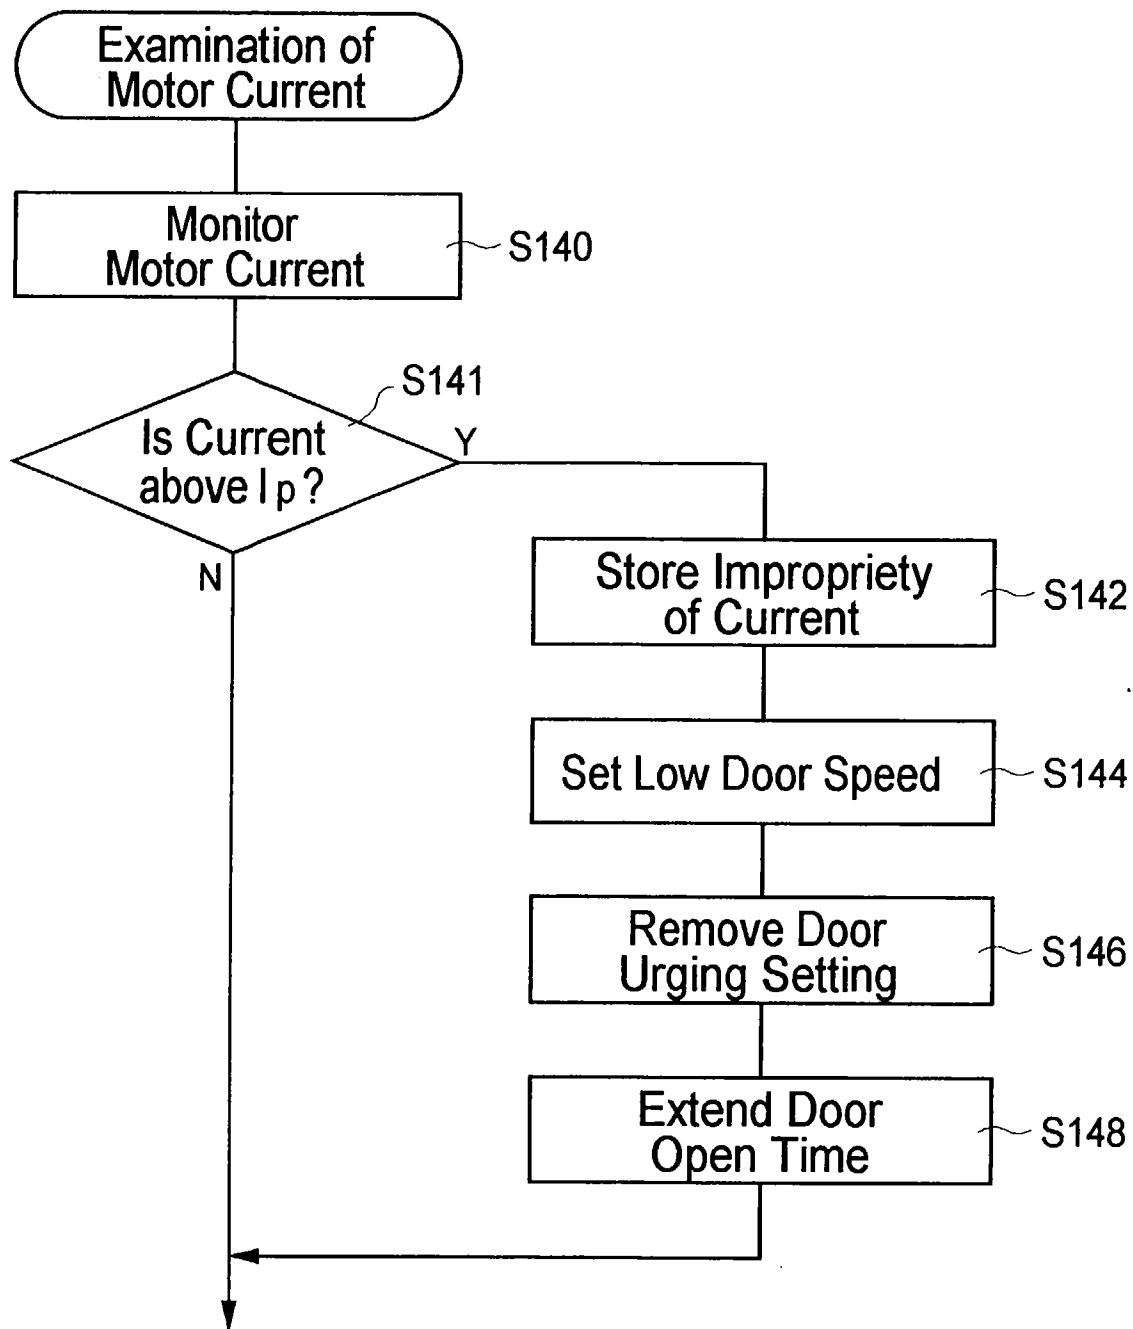 Examination of
Motor Current
Monitor
Motor Current
S140
S141
Is Current
above Ip?
Y
N
Store Impropriety
of Current
S142
Set Low Door Speed
S144
Remove Door
Urging Setting
S146
Extend Door
Open Time
S148